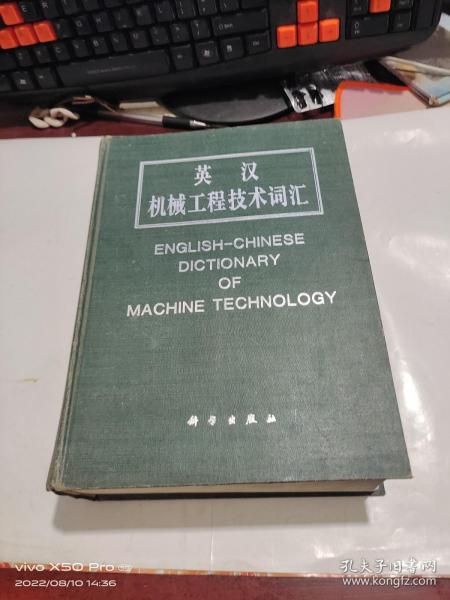 英 汉
机械工程技术词汇
ENGLISH-CHINESE
DICTIONARY
OF
MACHINE TECHNOLOGY
科学出版社
vivo X50 Pro
2022/08/10 14:36
孔夫子旧书网
kongfz.com